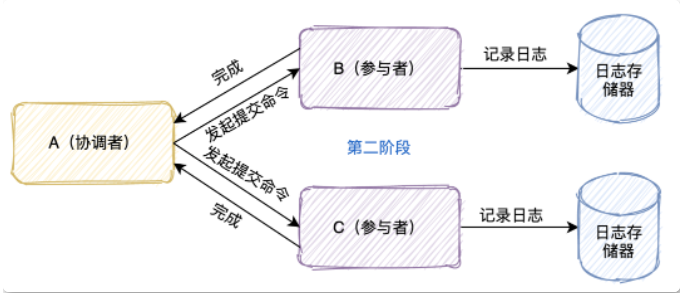 完成
发起提交命令
B（参与者）
记录日志
日志存
储器
A（协调者）
第二阶段
发起提交命令
完成
C（参与者）
记录日志
日志存
储器